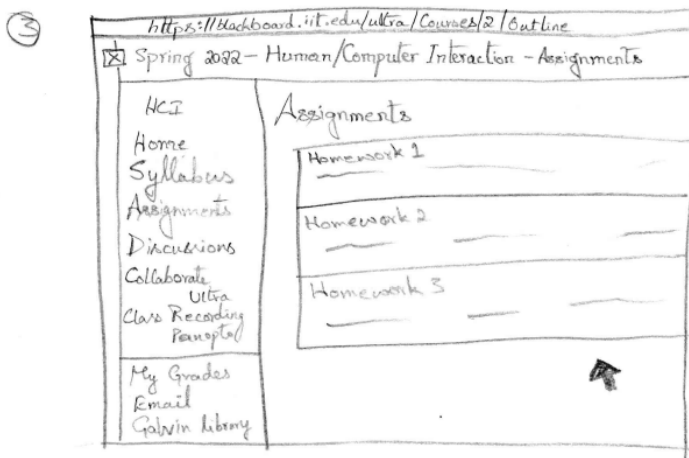 3
https://blackboard.iit.edu/ultra/Courses/2/Outline
Spring 2022 - Human/Computer Interaction - Assignments
HCI
Home
Syllabus
Assignments
Discussions
Collaborate
Ultra
Class Recording
Panopto
My Grades
Email
Galvin library
Assignments
Homework 1
Homework 2
Homework 3